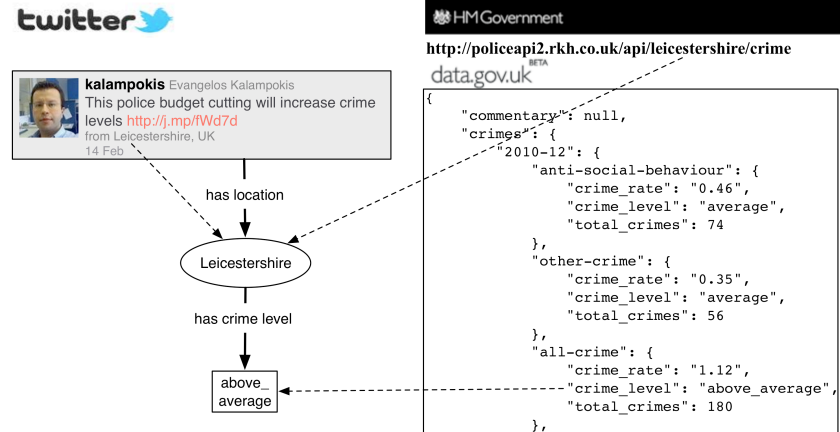 twitter
kalampokis Evangelos Kalampokis
This police budget cutting will increase crime
levels http://j.mp/fWd7d
from Leicestershire, UK
14 Feb
has location
Leicestershire
has crime level
above_
average
HM Government
http://policeapi2.rkh.co.uk/api/leicestershire/crime
data.gov.uk BETA
{
"commentary": null,
"crimes": {
"2010-12": {
"anti-social-behaviour": {
"crime_rate": "0.46",
"crime_level": "average",
"total_crimes": 74
},
"other-crime": {
"crime_rate": "0.35",
"crime_level": "average",
"total_crimes": 56
},
"all-crime": {
"crime_rate": "1.12",
"crime_level": "above_average",
"total_crimes": 180
},